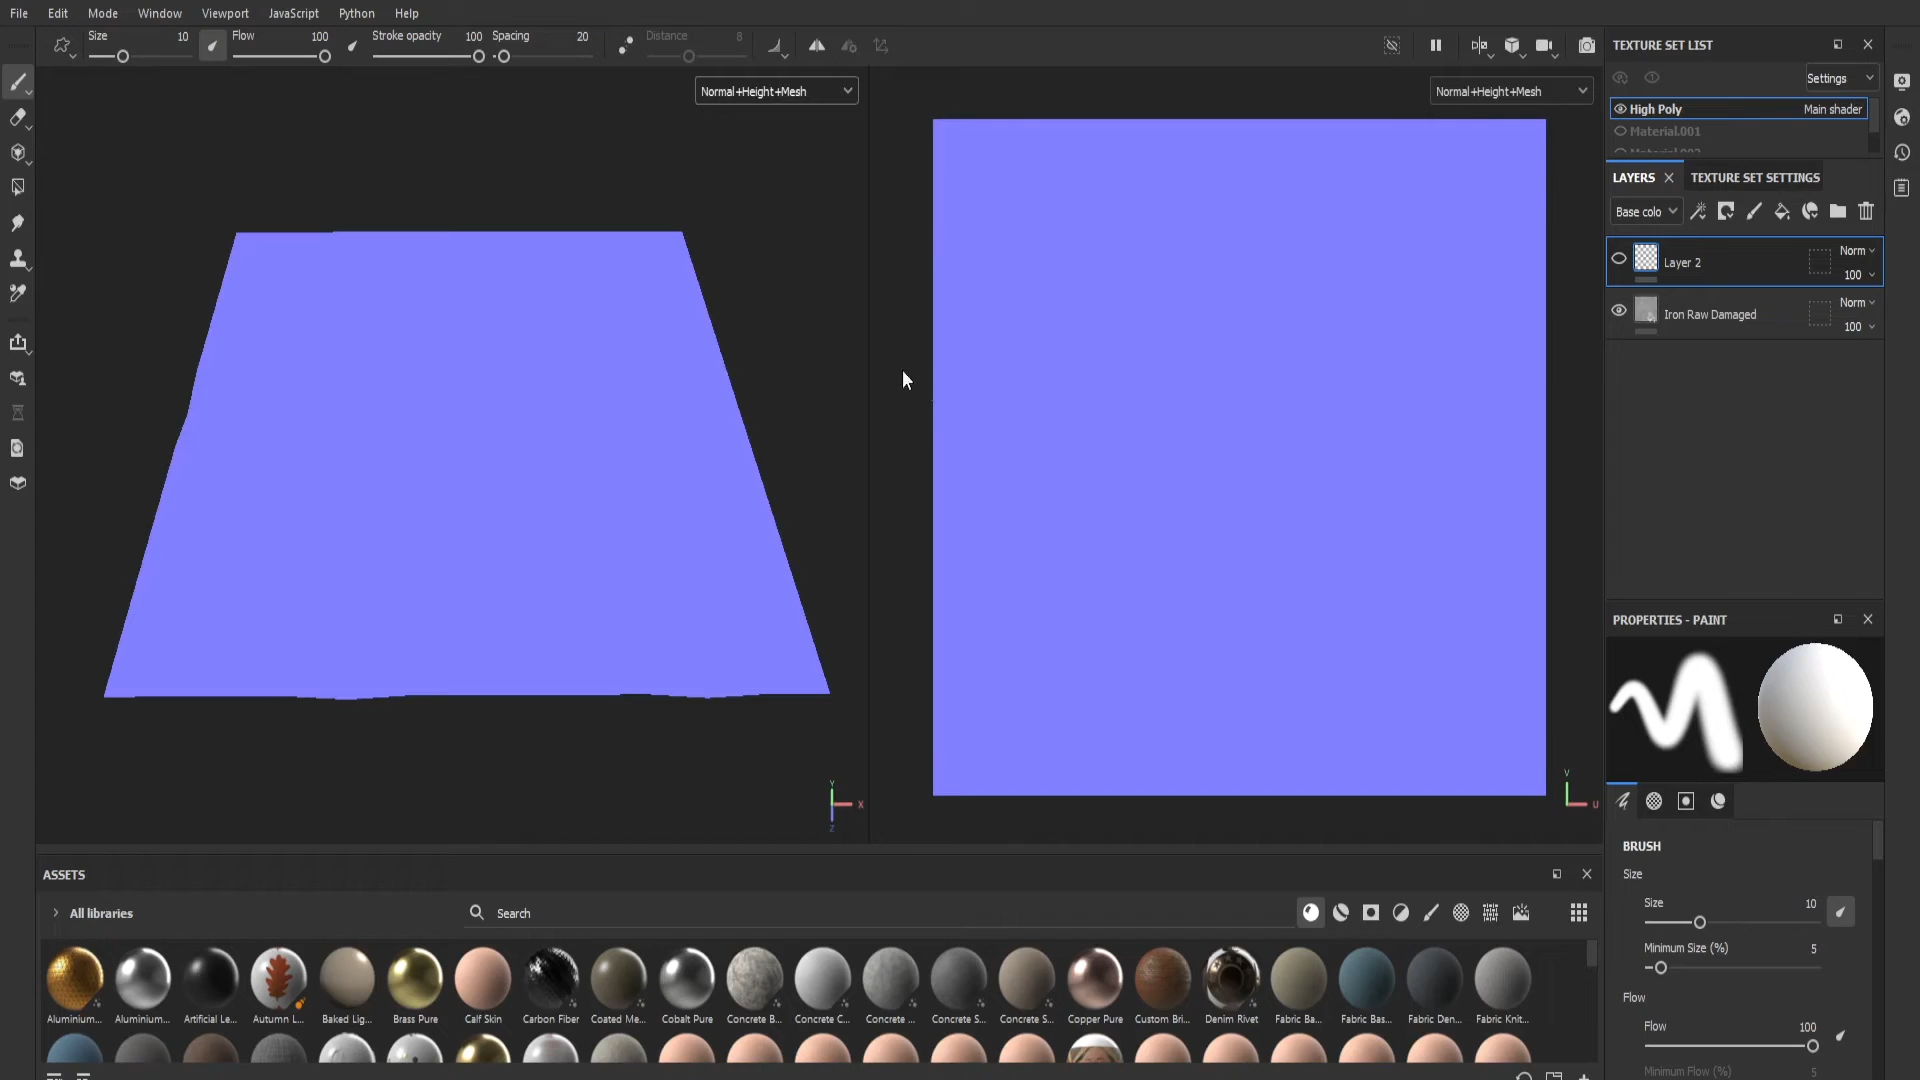 File Edit Mode Window Viewport JavaScript Python Help
Size 10 Flow 100 Stroke opacity 100 Spacing 20 Distance 8
TEXTURE SET LIST
Settings
Normal+Height+Mesh
Normal+Height+Mesh
High Poly Main shader
Material.001
LAYERS TEXTURE SET SETTINGS
Base colo
Layer 2 Norm
100
Iron Raw Damaged Norm
100
PROPERTIES - PAINT
Y
X
Z
V
U
BRUSH
Size
Size 10
Minimum Size (%) 5
Flow
Flow 100
Minimum Flow (%) 5
ASSETS
All libraries
Search
Aluminium... Aluminium... Artificial Le... Autumn L... Baked Lig... Brass Pure Calf Skin Carbon Fiber Coated Me... Cobalt Pure Concrete B... Concrete C... Concrete ... Concrete S... Concrete S... Copper Pure Custom Bri... Denim Rivet Fabric Ba... Fabric Bas... Fabric Den... Fabric Knit...